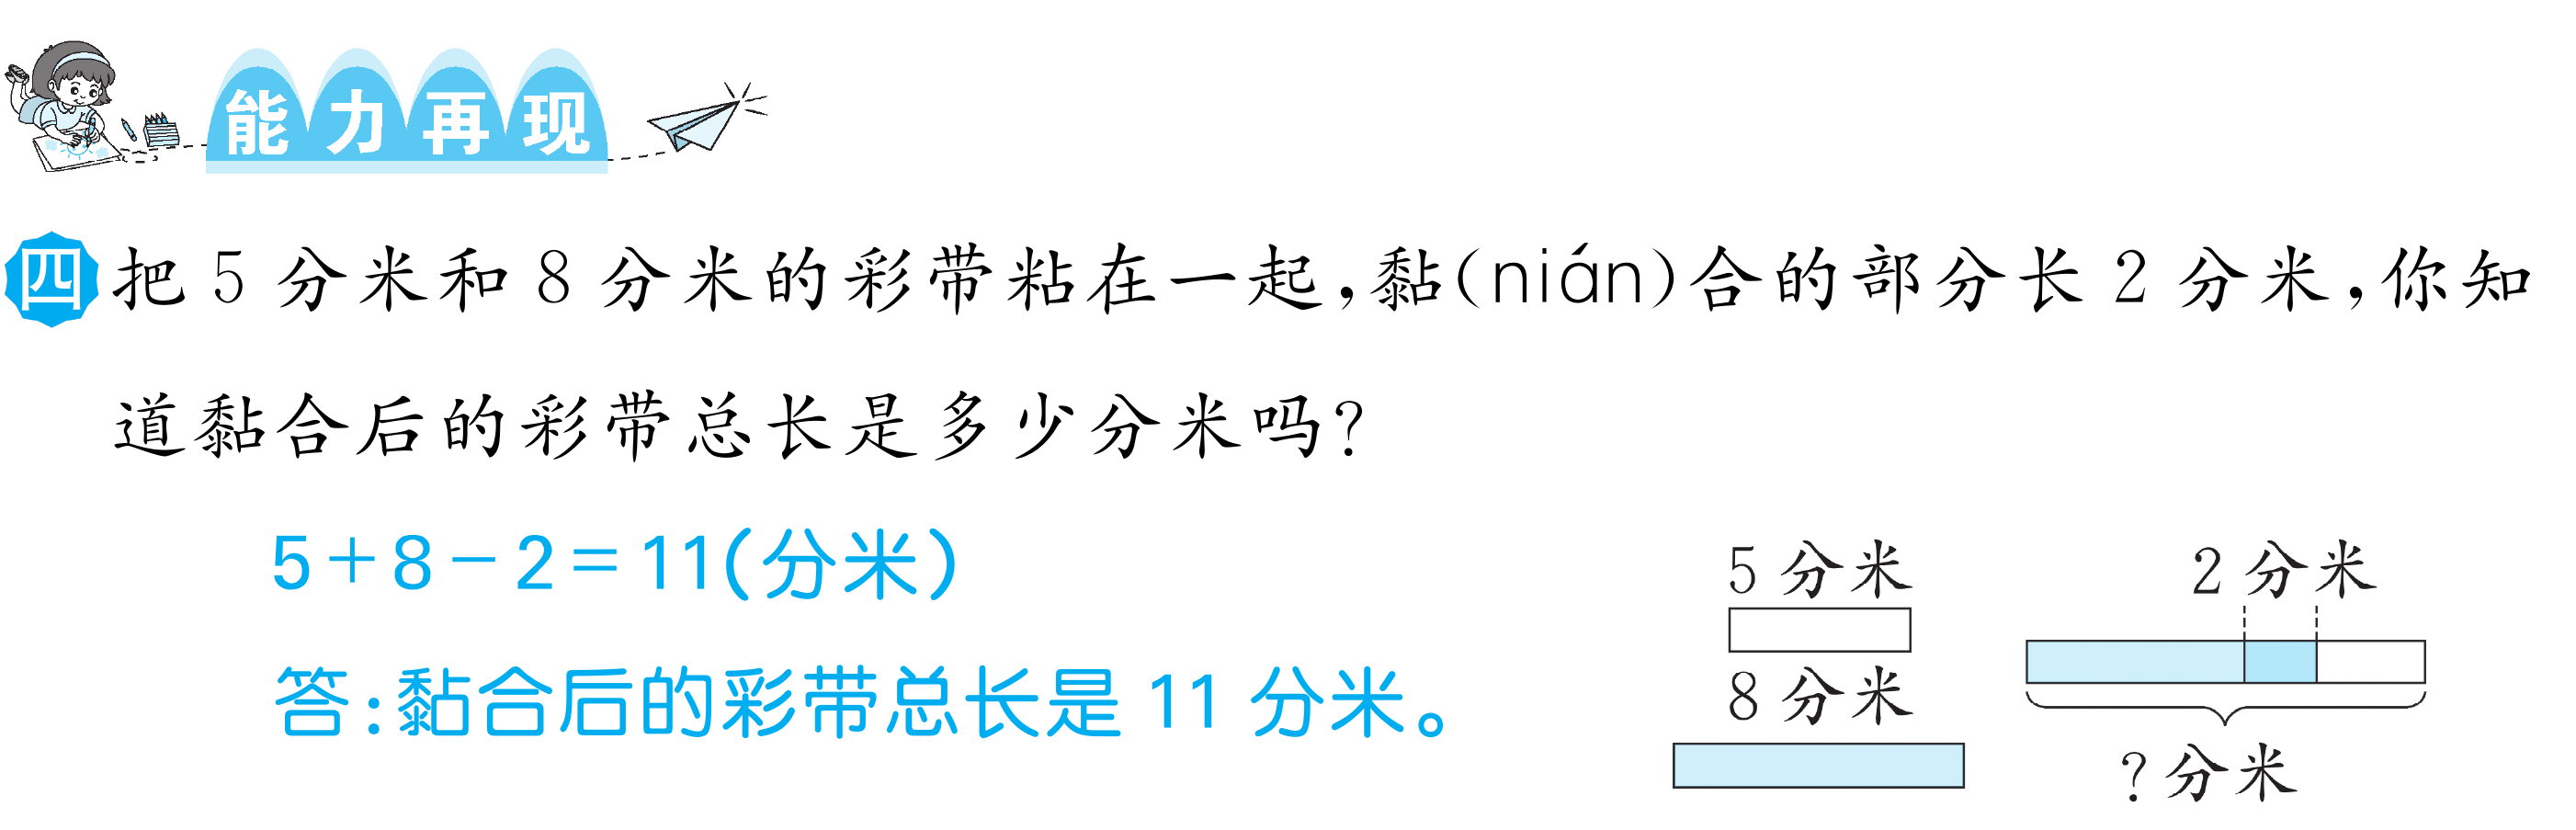 能力再现
四 把 5 分米和 8 分米的彩带粘在一起,黏(nián)合的部分长 2 分米,你知
道黏合后的彩带总长是多少分米吗?
5+8-2=11(分米)
答:黏合后的彩带总长是 11 分米。
5 分米
8 分米
2 分米
?分米